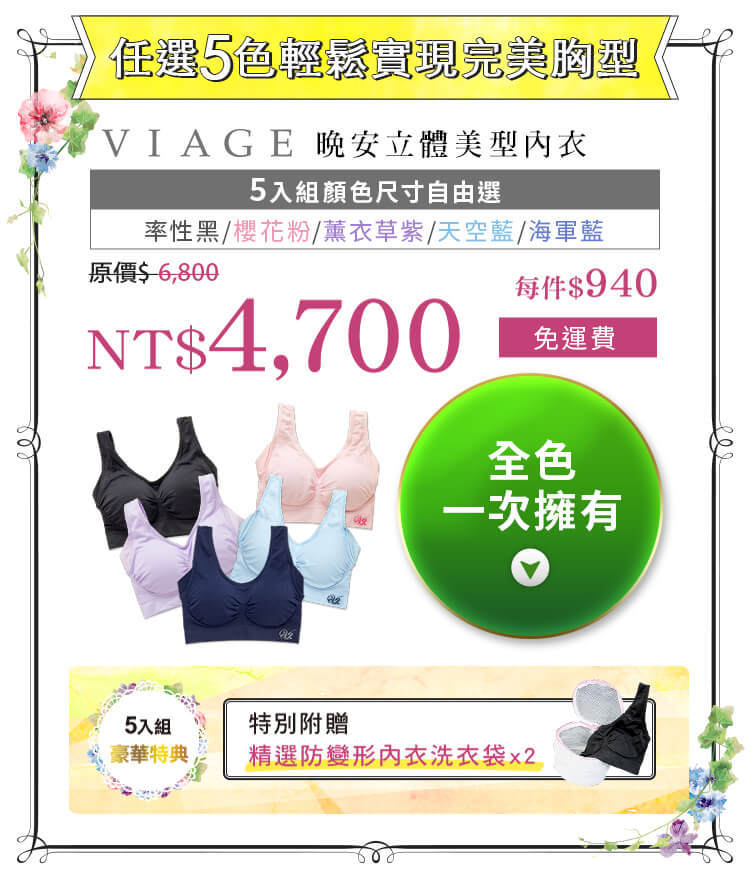 任選5色輕鬆實現完美胸型
VIAGE 晚安立體美型內衣
5入組顏色尺寸自由選
率性黑/櫻花粉/薰衣草紫/天空藍/海軍藍
原價$ 6,800
每件$940
NT$4,700
免運費
全色
一次擁有
5入組
豪華特典
特別附贈
精選防變形內衣洗衣袋x2